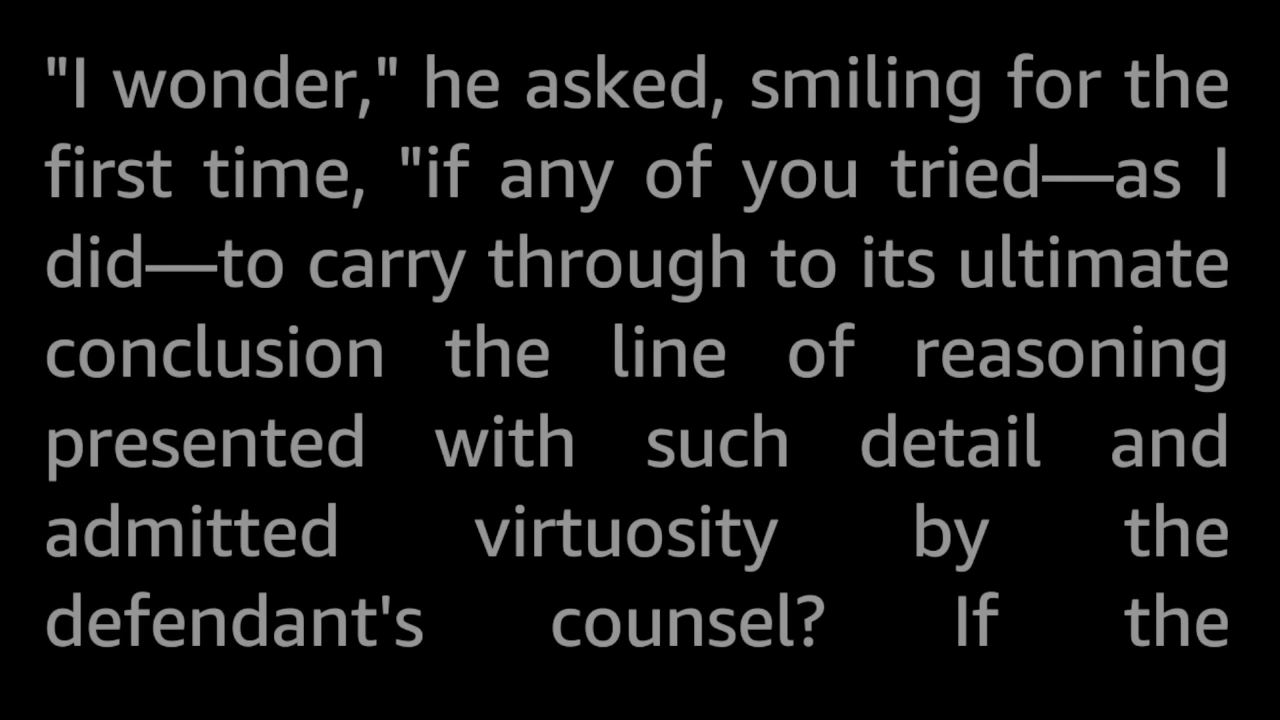 "I wonder," he asked, smiling for the
first time, "if any of you tried—as I
did—to carry through to its ultimate
conclusion the line of reasoning
presented with such detail and
admitted virtuosity by the
defendant's counsel? If the